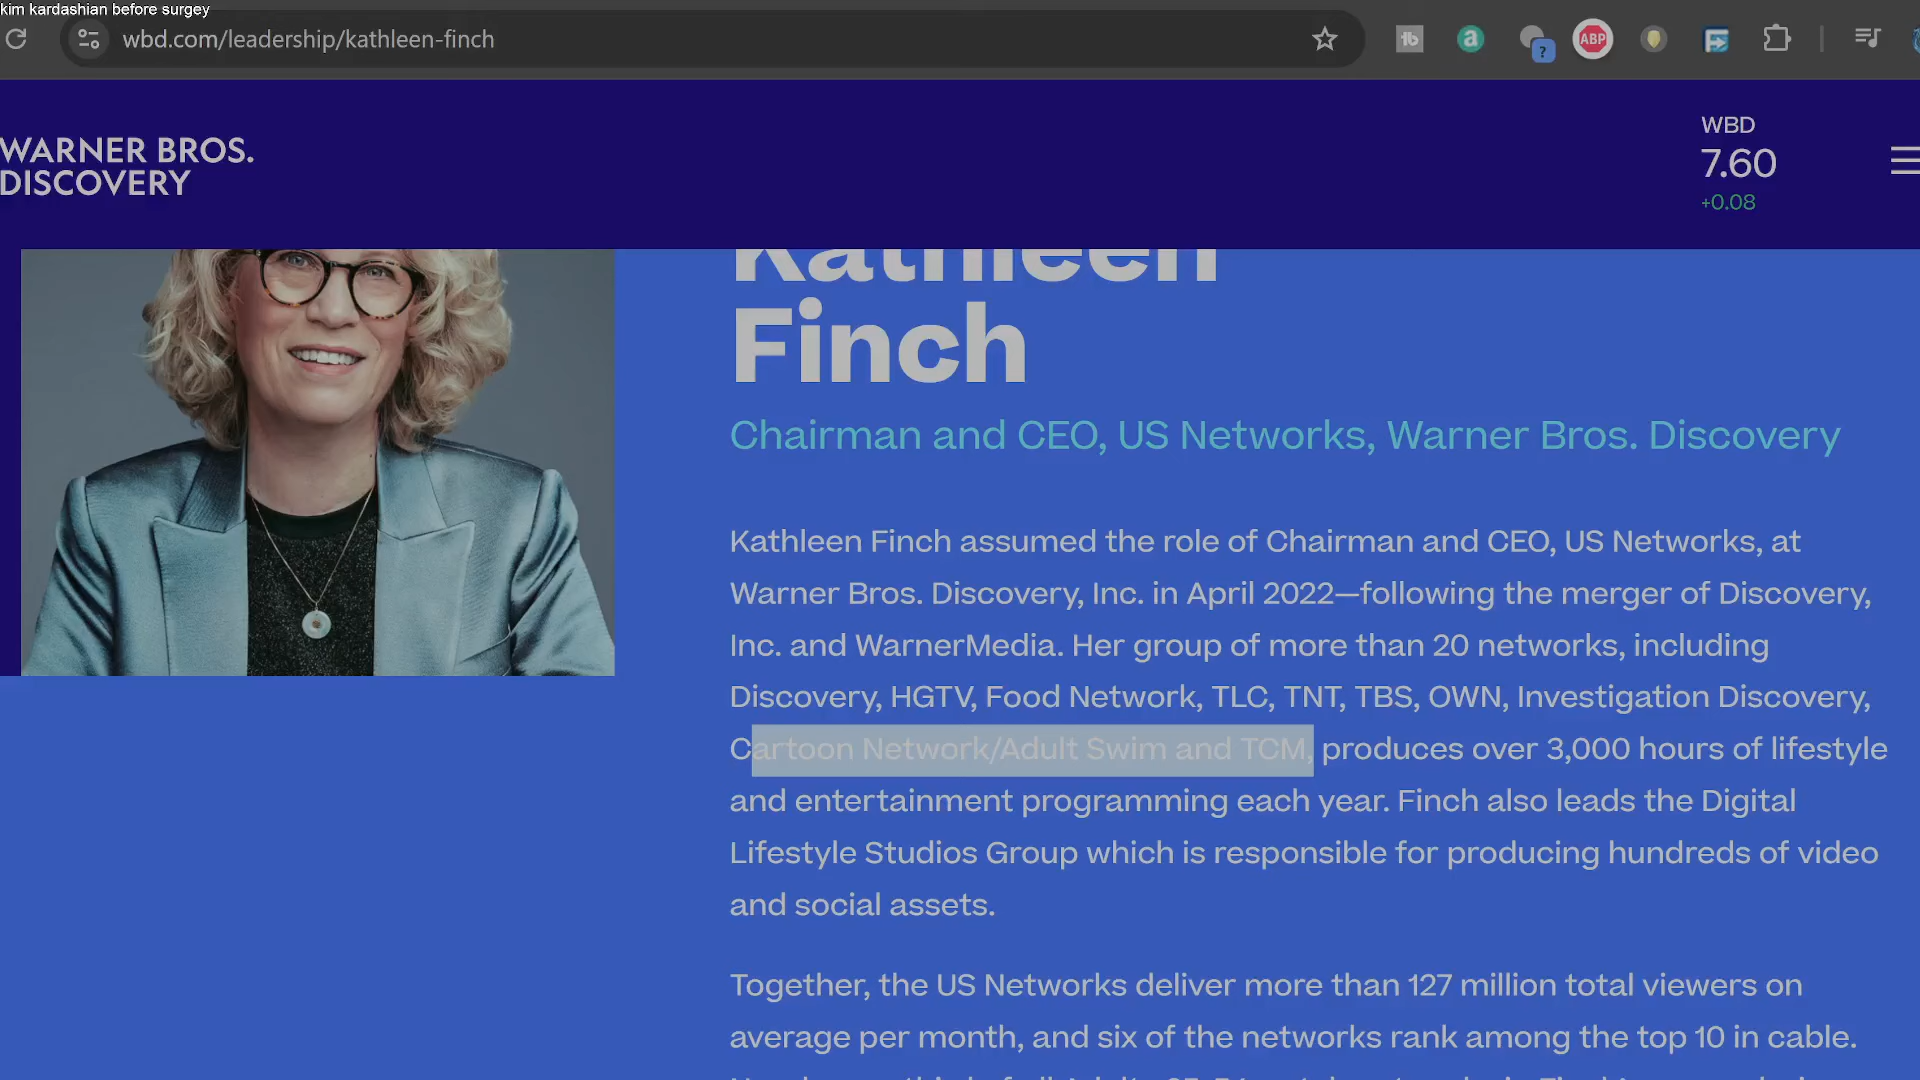 kim kardashian before surgey
wbd.com/leadership/kathleen-finch
ABP
WARNER BROS.
DISCOVERY
WBD
7.60
+0.08
Kathleen
Finch
Chairman and CEO, US Networks, Warner Bros. Discovery
Kathleen Finch assumed the role of Chairman and CEO, US Networks, at
Warner Bros. Discovery, Inc. in April 2022—following the merger of Discovery,
Inc. and WarnerMedia. Her group of more than 20 networks, including
Discovery, HGTV, Food Network, TLC, TNT, TBS, OWN, Investigation Discovery,
Cartoon Network/Adult Swim and TCM, produces over 3,000 hours of lifestyle
and entertainment programming each year. Finch also leads the Digital
Lifestyle Studios Group which is responsible for producing hundreds of video
and social assets.
Together, the US Networks deliver more than 127 million total viewers on
average per month, and six of the networks rank among the top 10 in cable.